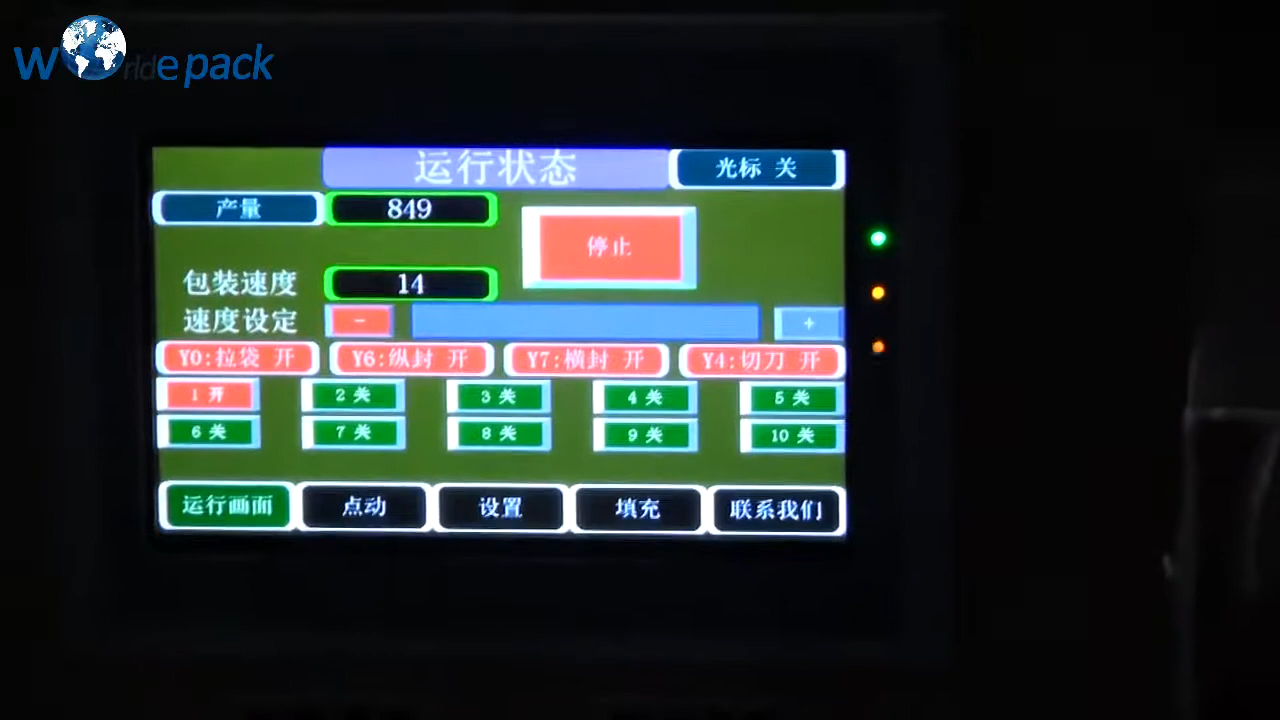 Worldepack
运行状态
光标 关
产量
849
停止
包装速度
14
速度设定
-
+
Y0:拉袋 开
Y6:纵封 开
Y7:横封 开
Y4:切刀 开
1 开
2 关
3 关
4 关
5 关
6 关
7 关
8 关
9 关
10 关
运行画面
点动
设置
填充
联系我们